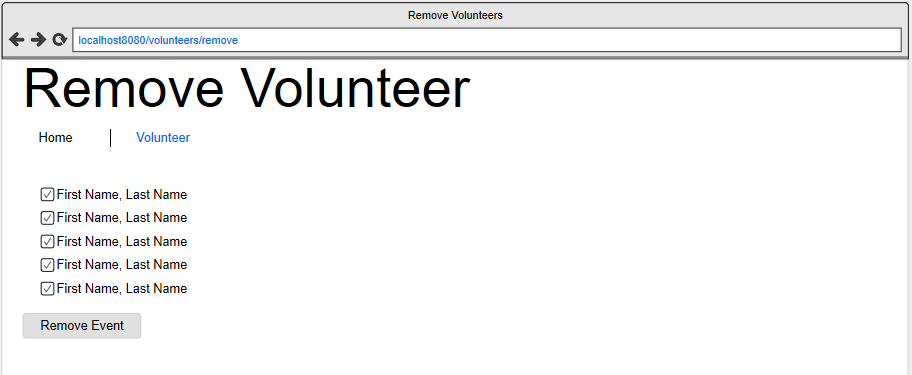 Remove Volunteers
localhost8080/volunteers/remove
Remove Volunteer
Home Volunteer
First Name, Last Name
First Name, Last Name
First Name, Last Name
First Name, Last Name
First Name, Last Name
Remove Event